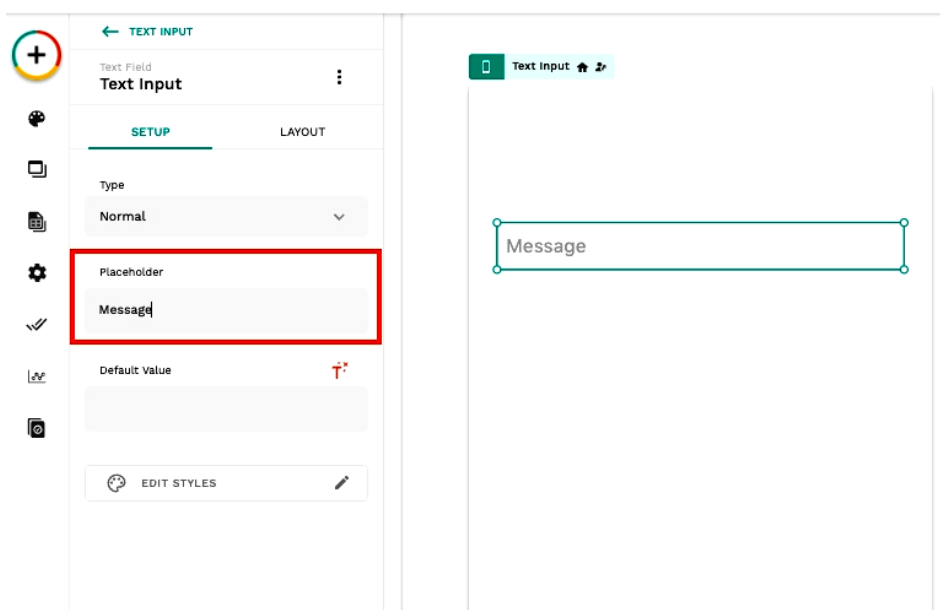 TEXT INPUT
Text Field
Text Input
SETUP
LAYOUT
Type
Normal
Placeholder
Message
Default Value
EDIT STYLES
Text Input
Message